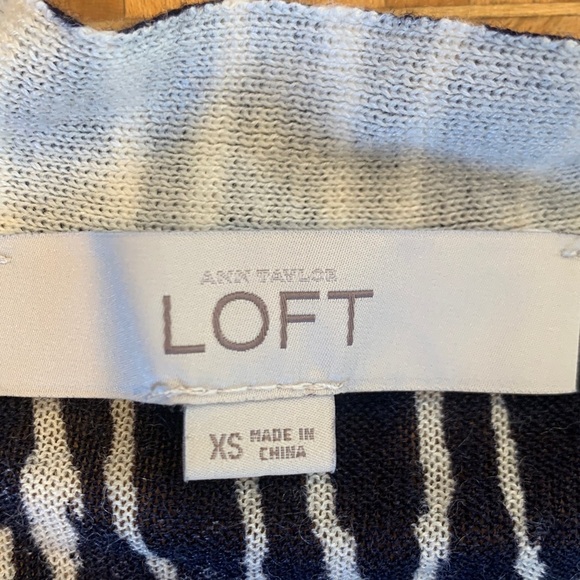 ANN TAYLOR
LOFT
XS MADE IN
CHINA